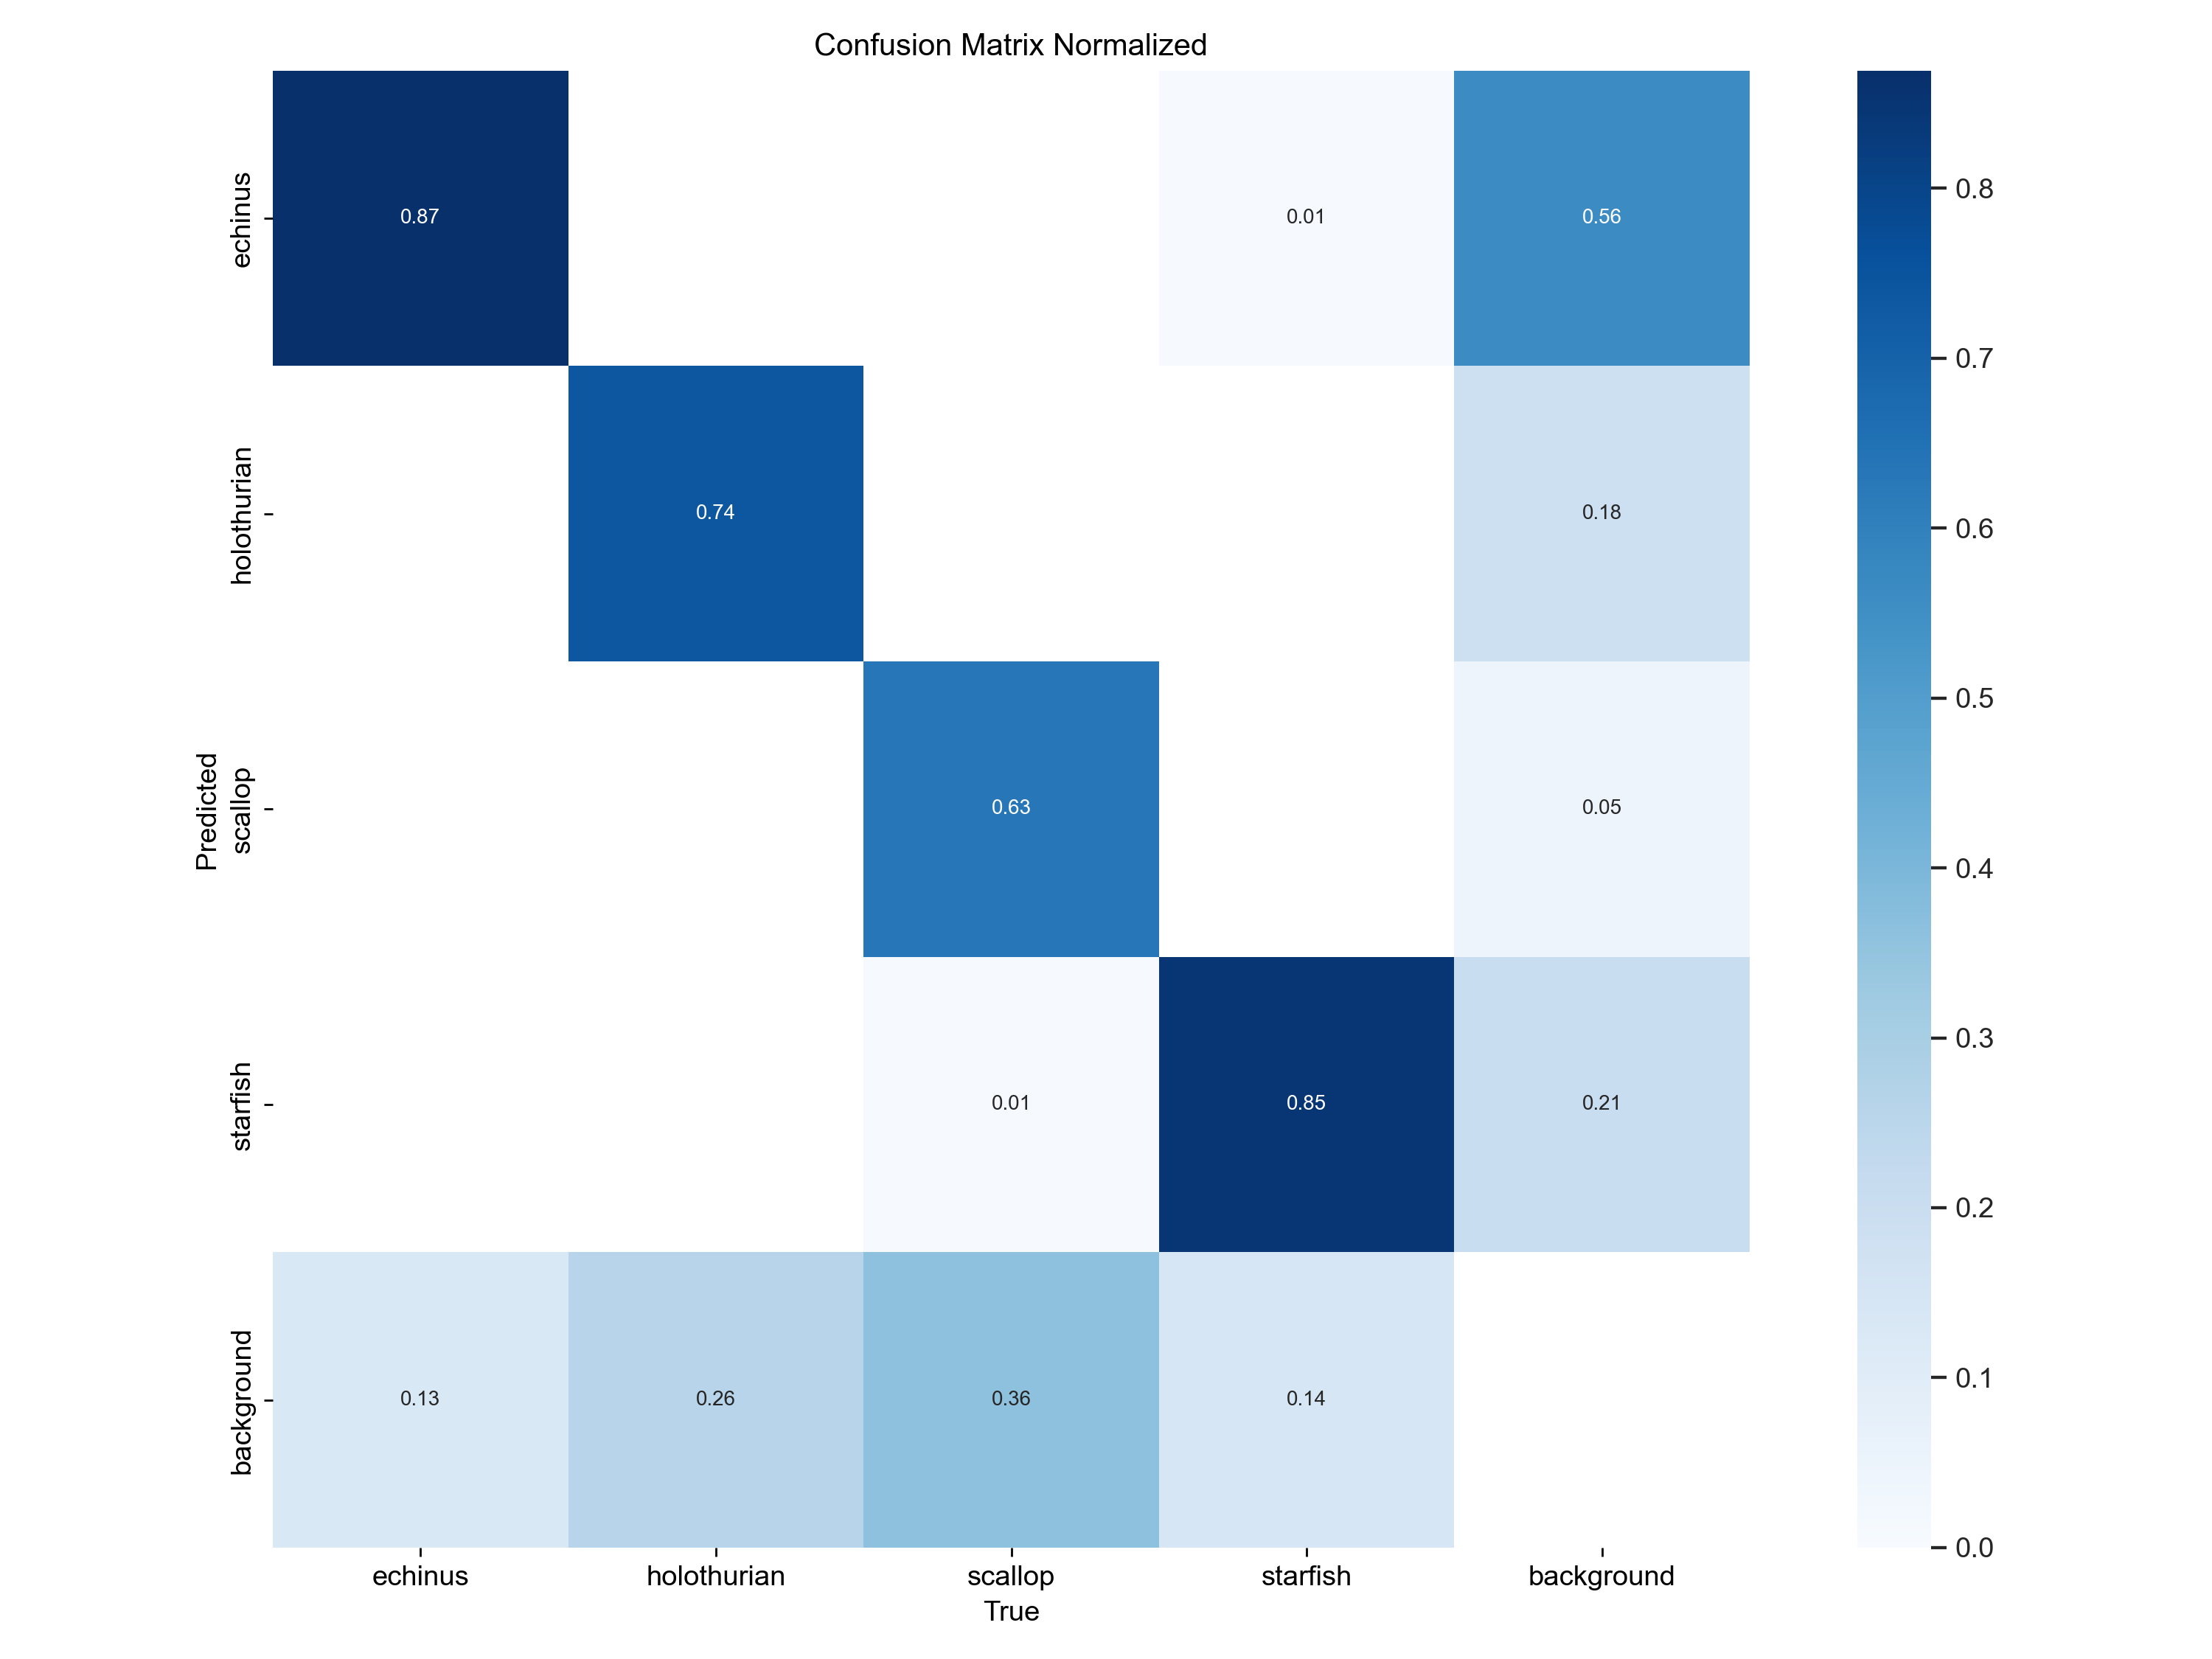 Confusion Matrix Normalized
echinus
0.87
0.01
0.56
holothurian
0.74
0.18
Predicted
scallop
0.63
0.05
starfish
0.01
0.85
0.21
background
0.13
0.26
0.36
0.14
echinus
holothurian
scallop
starfish
background
True
0.8
0.7
0.6
0.5
0.4
0.3
0.2
0.1
0.0